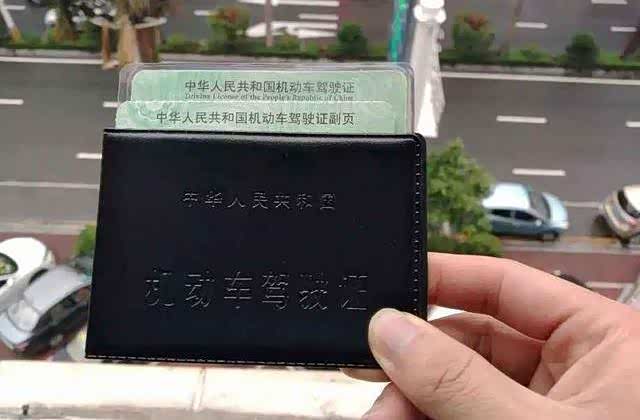 中华人民共和国机动车驾驶证
Driving License of the People's Republic of China
中华人民共和国机动车驾驶证副页
中华人民共和国
机动车驾驶证